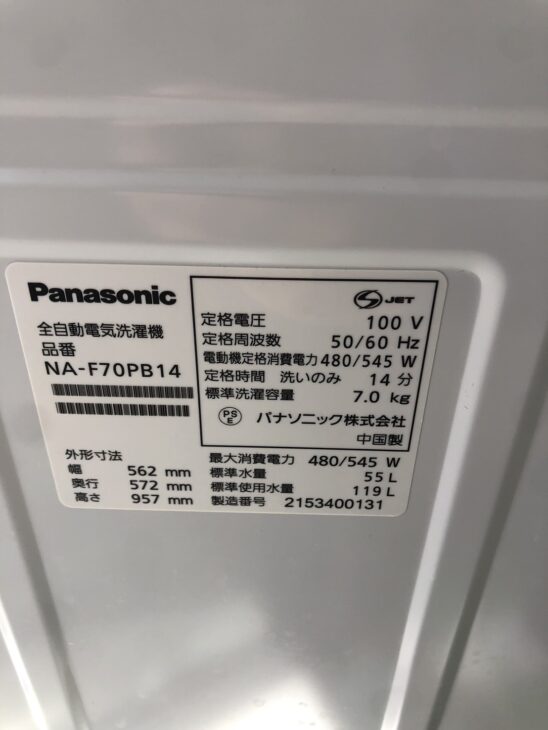 Panasonic
全自動電気洗濯機
品番
NA-F70PB14
外形寸法
幅 562 mm
奥行 572 mm
高さ 957 mm
JET
定格電圧 100 V
定格周波数 50/60 Hz
電動機定格消費電力 480/545 W
定格時間 洗いのみ 14 分
標準洗濯容量 7.0 kg
PS E パナソニック株式会社
中国製
最大消費電力 480/545 W
標準水量 55 L
標準使用水量 119 L
製造番号 2153400131